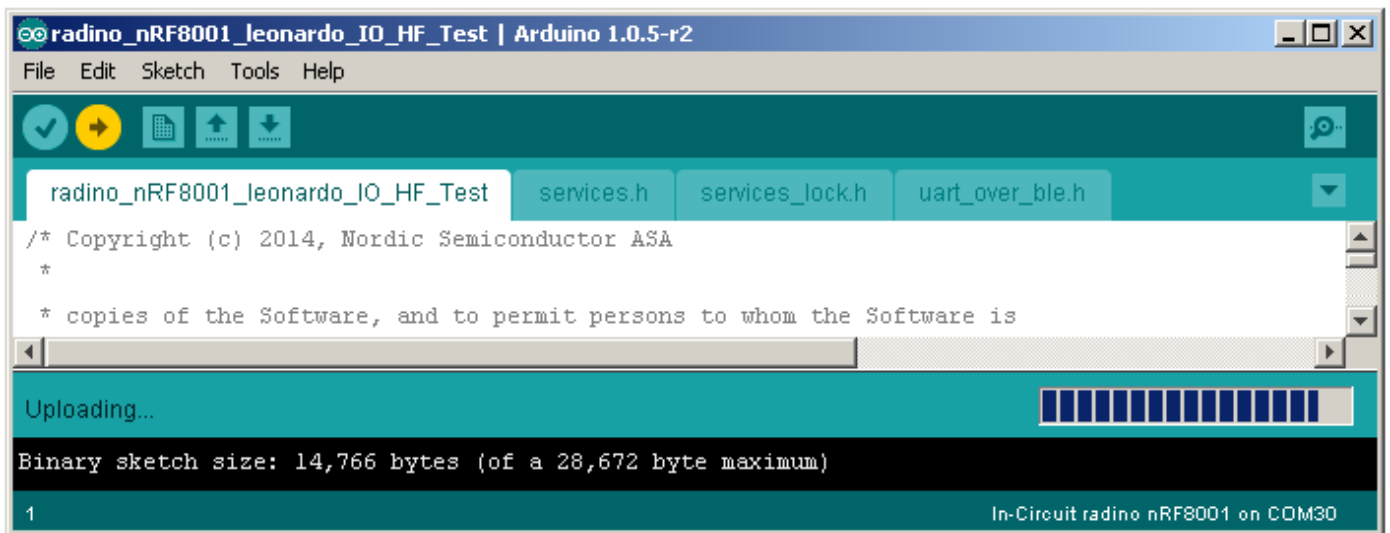 radino_nRF8001_leonardo_IO_HF_Test | Arduino 1.0.5-r2
File Edit Sketch Tools Help
radino_nRF8001_leonardo_IO_HF_Test services.h services_lock.h uart_over_ble.h
/* Copyright (c) 2014, Nordic Semiconductor ASA
 *
 * copies of the Software, and to permit persons to whom the Software is
Uploading...
Binary sketch size: 14,766 bytes (of a 28,672 byte maximum)
1 In-Circuit radino nRF8001 on COM30